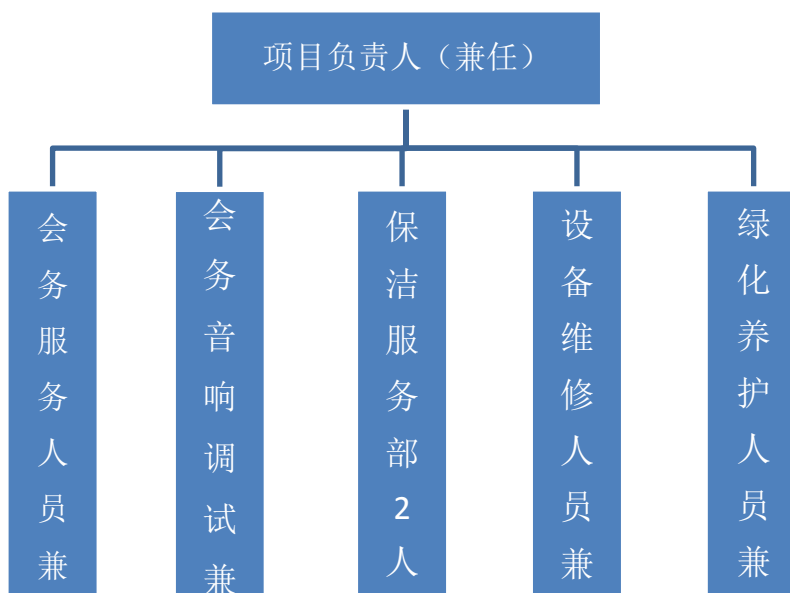 项目负责人（兼任）
会务服务人员兼
会务音响调试兼
保洁服务部2人
设备维修人员兼
绿化养护人员兼